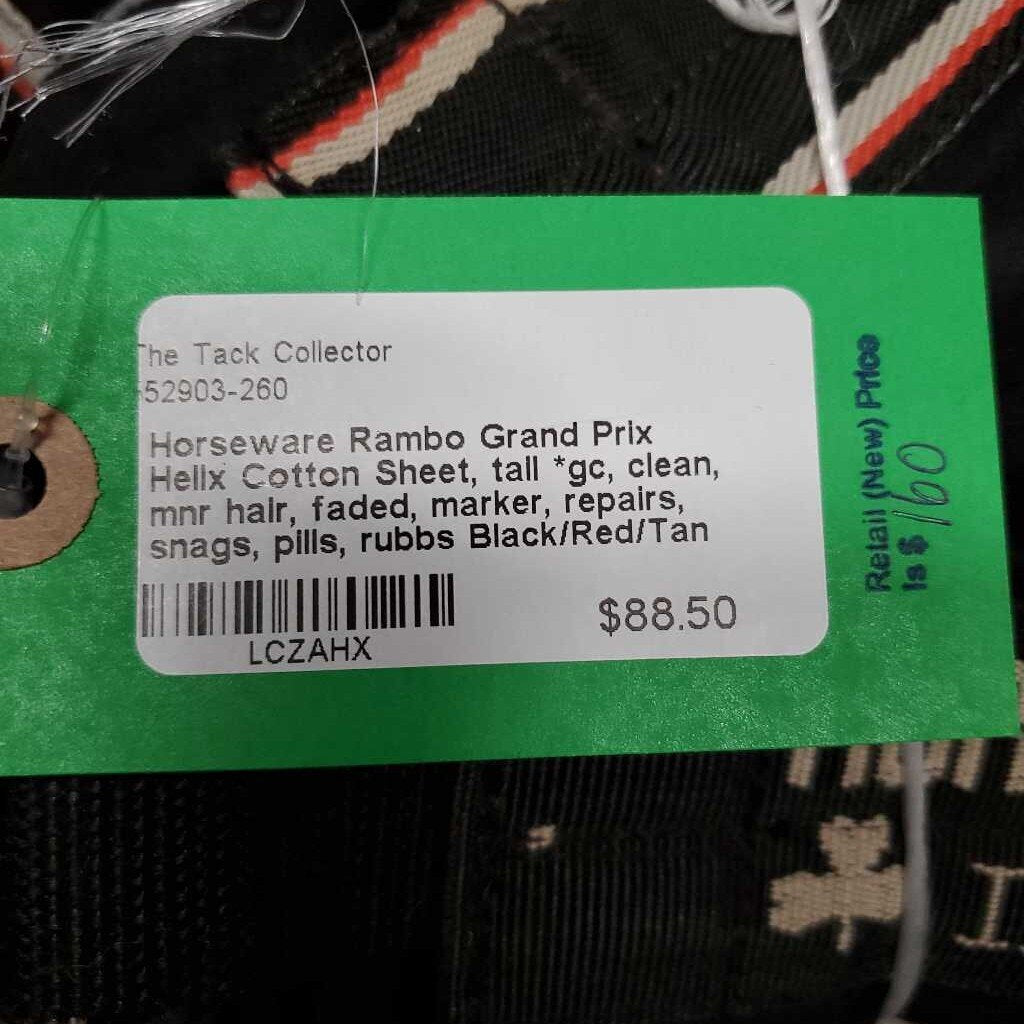 The Tack Collector
52903-260
Horseware Rambo Grand Prix
Helix Cotton Sheet, tail *gc, clean,
mnr hair, faded, marker, repairs,
snags, pills, rubbs Black/Red/Tan
LCZAHX
$88.50
Retail (New) Price
Is $ 160